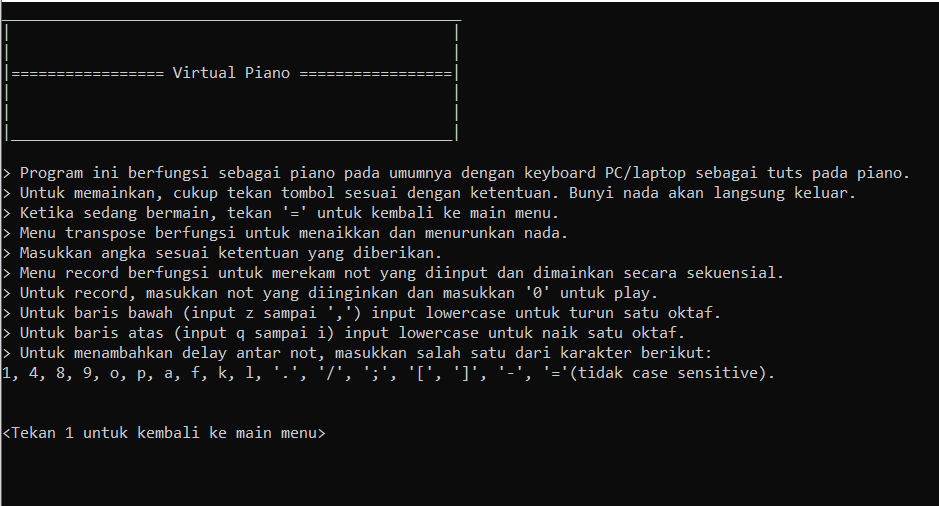 ================= Virtual Piano =================
> Program ini berfungsi sebagai piano pada umumnya dengan keyboard PC/laptop sebagai tuts pada piano.
> Untuk memainkan, cukup tekan tombol sesuai dengan ketentuan. Bunyi nada akan langsung keluar.
> Ketika sedang bermain, tekan '=' untuk kembali ke main menu.
> Menu transpose berfungsi untuk menaikkan dan menurunkan nada.
> Masukkan angka sesuai ketentuan yang diberikan.
> Menu record berfungsi untuk merekam not yang diinput dan dimainkan secara sekuensial.
> Untuk record, masukkan not yang diinginkan dan masukkan '0' untuk play.
> Untuk baris bawah (input z sampai ',') input lowercase untuk turun satu oktaf.
> Untuk baris atas (input q sampai i) input lowercase untuk naik satu oktaf.
> Untuk menambahkan delay antar not, masukkan salah satu dari karakter berikut:
1, 4, 8, 9, o, p, a, f, k, l, '.', '/', ';', '[', ']', '-', '='(tidak case sensitive).
<Tekan 1 untuk kembali ke main menu>